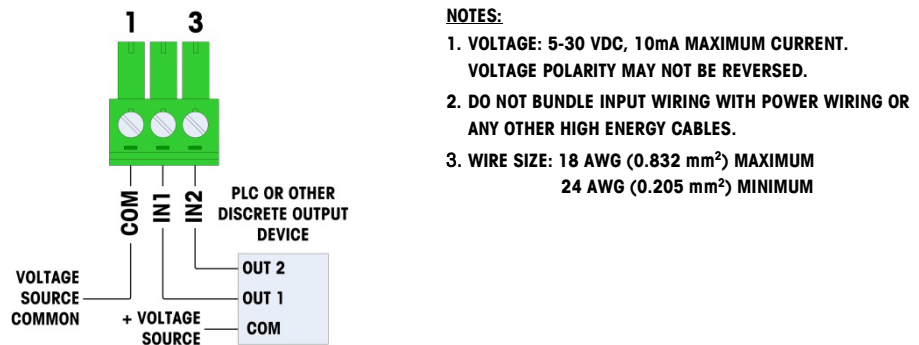 1 3
COM
IN1
IN2
PLC OR OTHER
DISCRETE OUTPUT
DEVICE
OUT 2
OUT 1
COM
VOLTAGE
SOURCE
COMMON
+ VOLTAGE
SOURCE
NOTES:
1. VOLTAGE: 5-30 VDC, 10mA MAXIMUM CURRENT.
VOLTAGE POLARITY MAY NOT BE REVERSED.
2. DO NOT BUNDLE INPUT WIRING WITH POWER WIRING OR
ANY OTHER HIGH ENERGY CABLES.
3. WIRE SIZE: 18 AWG (0.832 mm²) MAXIMUM
24 AWG (0.205 mm²) MINIMUM